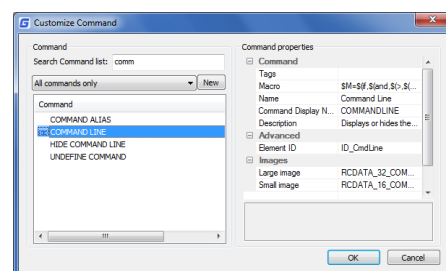 Customize Command
Command
Search Command list: comm
All commands only
New
Command
COMMAND ALIAS
COMMAND LINE
HIDE COMMAND LINE
UNDEFINE COMMAND
Command properties
Command
Tags
Macro $M=$(if,$(and,$(>,$(...
Name Command Line
Command Display N... COMMANDLINE
Description Displays or hides the...
Advanced
Element ID ID_CmdLine
Images
Large image RCDATA_32_COM...
Small image RCDATA_16_COM...
OK
Cancel